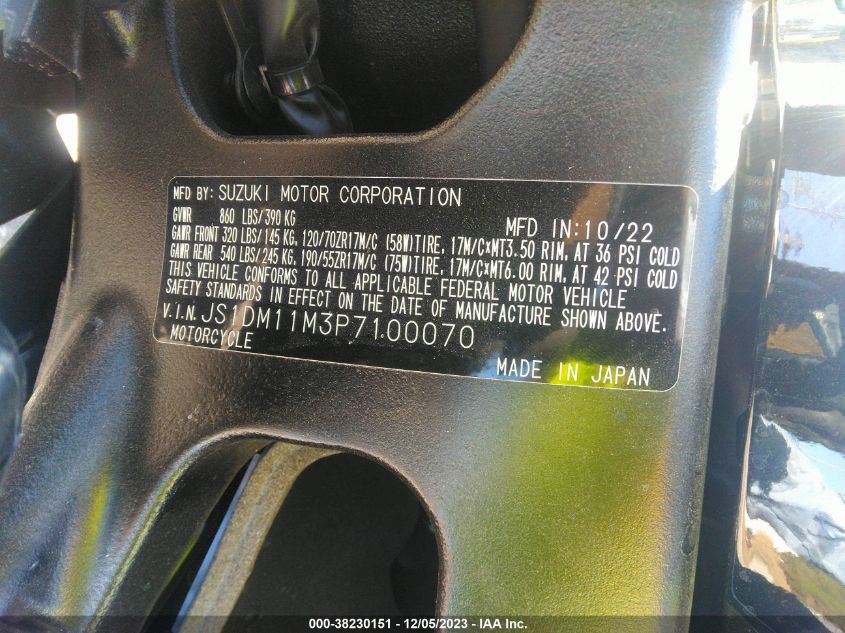 MFD BY: SUZUKI MOTOR CORPORATION
MFD IN: 10/22
GVWR 860 LBS/390 KG
GAWR FRONT 320 LBS/145 KG, 120/70ZR17M/C (58W)TIRE, 17M/C×MT3.50 RIM, AT 36 PSI COLD
GAWR REAR 540 LBS/245 KG, 190/55ZR17M/C (75W)TIRE, 17M/C×MT6.00 RIM, AT 42 PSI COLD
THIS VEHICLE CONFORMS TO ALL APPLICABLE FEDERAL MOTOR VEHICLE
SAFETY STANDARDS IN EFFECT ON THE DATE OF MANUFACTURE SHOWN ABOVE.
V.I.N. JS1DM11M3P7100070
MOTORCYCLE
MADE IN JAPAN
000-38230151 - 12/05/2023 - IAA Inc.